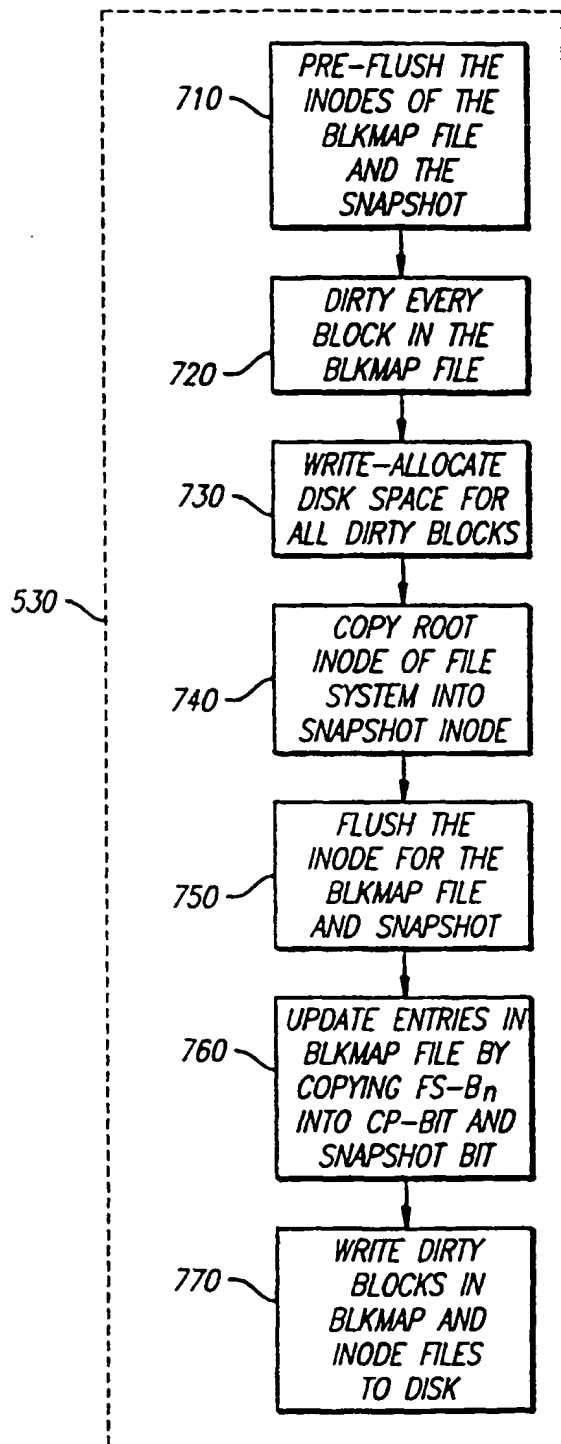 710
PRE-FLUSH THE
INODES OF THE
BLKMAP FILE
AND THE
SNAPSHOT
720
DIRTY EVERY
BLOCK IN THE
BLKMAP FILE
730
WRITE-ALLOCATE
DISK SPACE FOR
ALL DIRTY BLOCKS
530
740
COPY ROOT
INODE OF FILE
SYSTEM INTO
SNAPSHOT INODE
750
FLUSH THE
INODE FOR THE
BLKMAP FILE
AND SNAPSHOT
760
UPDATE ENTRIES IN
BLKMAP FILE BY
COPYING FS-Bn
INTO CP-BIT AND
SNAPSHOT BIT
770
WRITE DIRTY
BLOCKS IN
BLKMAP AND
INODE FILES
TO DISK